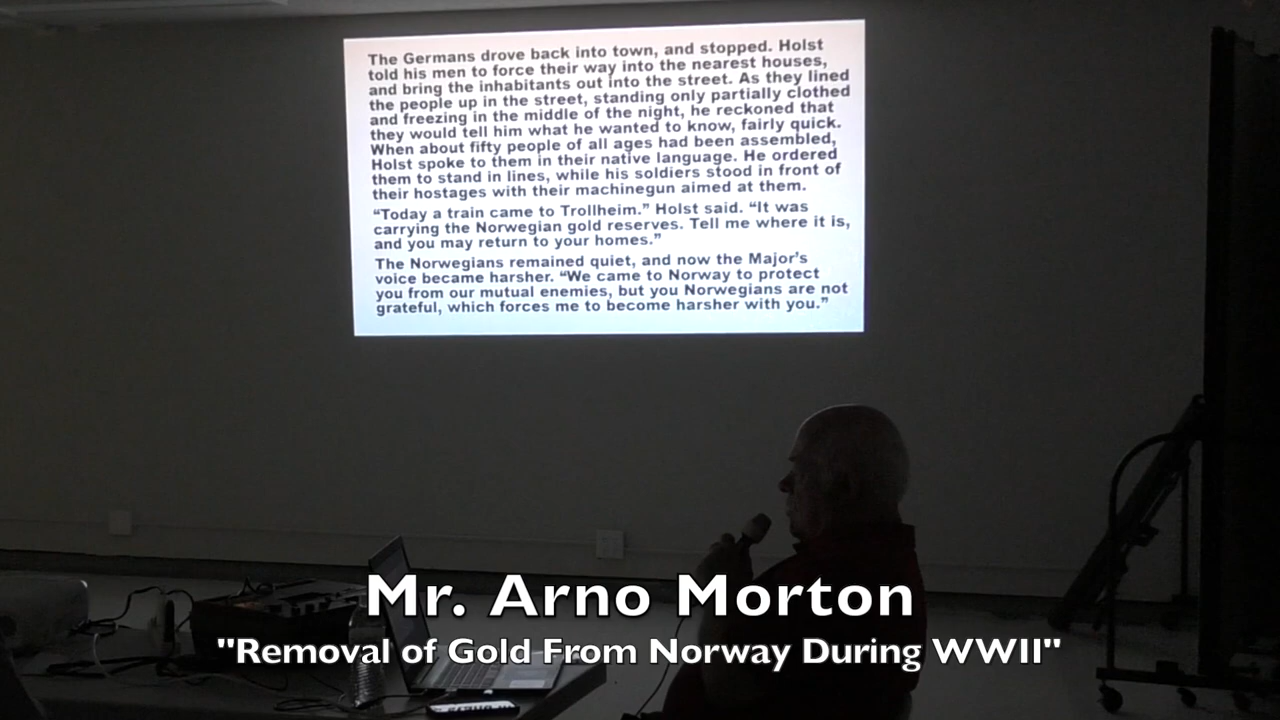 The Germans drove back into town, and stopped. Holst
told his men to force their way into the nearest houses,
and bring the inhabitants out into the street. As they lined
the people up in the street, standing only partially clothed
and freezing in the middle of the night, he reckoned that
they would tell him what he wanted to know, fairly quick.
When about fifty people of all ages had been assembled,
Holst spoke to them in their native language. He ordered
them to stand in lines, while his soldiers stood in front of
their hostages with their machinegun aimed at them.
“Today a train came to Trollheim.” Holst said. “It was
carrying the Norwegian gold reserves. Tell me where it is,
and you may return to your homes.”
The Norwegians remained quiet, and now the Major’s
voice became harsher. “We came to Norway to protect
you from our mutual enemies, but you Norwegians are not
grateful, which forces me to become harsher with you.”
Mr. Arno Morton
"Removal of Gold From Norway During WWII"